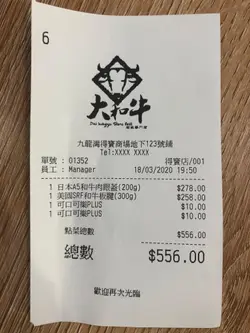 6
大和牛
九龍灣得寶商場地下123號舖
Tel:XXXX XXXX
單號 : 01352 得寶店/001
員工 : Manager 18/03/2020 19:50
1 日本A5和牛肉眼蓋(200g) $278.00
1 美國SRF和牛板腱(300g) $258.00
1 可口可樂PLUS $10.00
1 可口可樂PLUS $10.00
點菜總數 $556.00
總數 $556.00
歡迎再次光臨